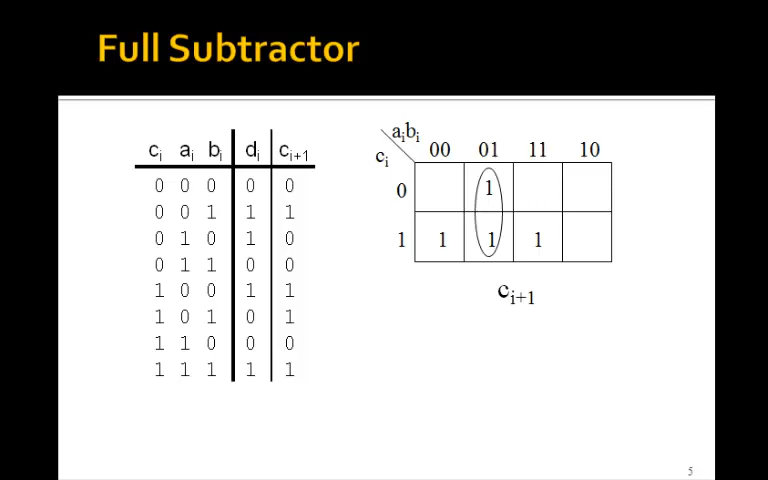 Full Subtractor
ci ai bi di ci+1
0 0 0 0 0
0 0 1 1 1
0 1 0 1 0
0 1 1 0 0
1 0 0 1 1
1 0 1 0 1
1 1 0 0 0
1 1 1 1 1
aibi
ci 00 01 11 10
0 1
1 1 1 1
ci+1
5